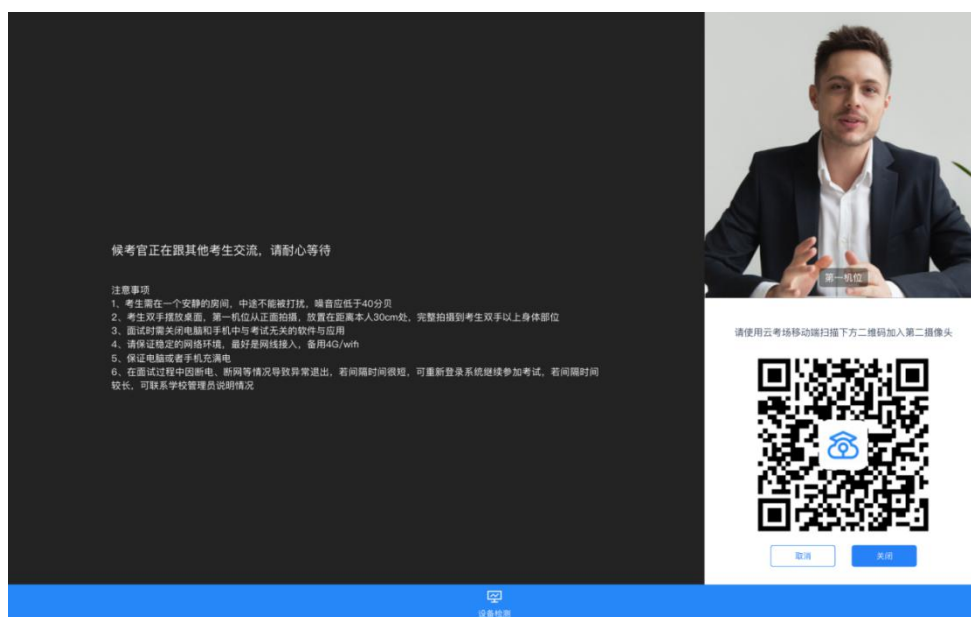 候考官正在跟其他考生交流，请耐心等待
注意事项
1、考生需在一个安静的房间，中途不能被打扰，噪音应低于40分贝
2、考生双手摆放桌面，第一机位从正面拍摄，放置在距离本人30cm处，完整拍摄到考生双手以上身体部位
3、面试时需关闭电脑和手机中与考试无关的软件与应用
4、请保证稳定的网络环境，最好是网线接入，备用4G/wifi
5、保证电脑或者手机充满电
6、在面试过程中因断电、断网等情况导致异常退出，若间隔时间很短，可重新登录系统继续参加考试，若间隔时间
较长，可联系学校管理员说明情况
第一机位
请使用云考场移动端扫描下方二维码加入第二摄像头
取消
关闭
设备检测